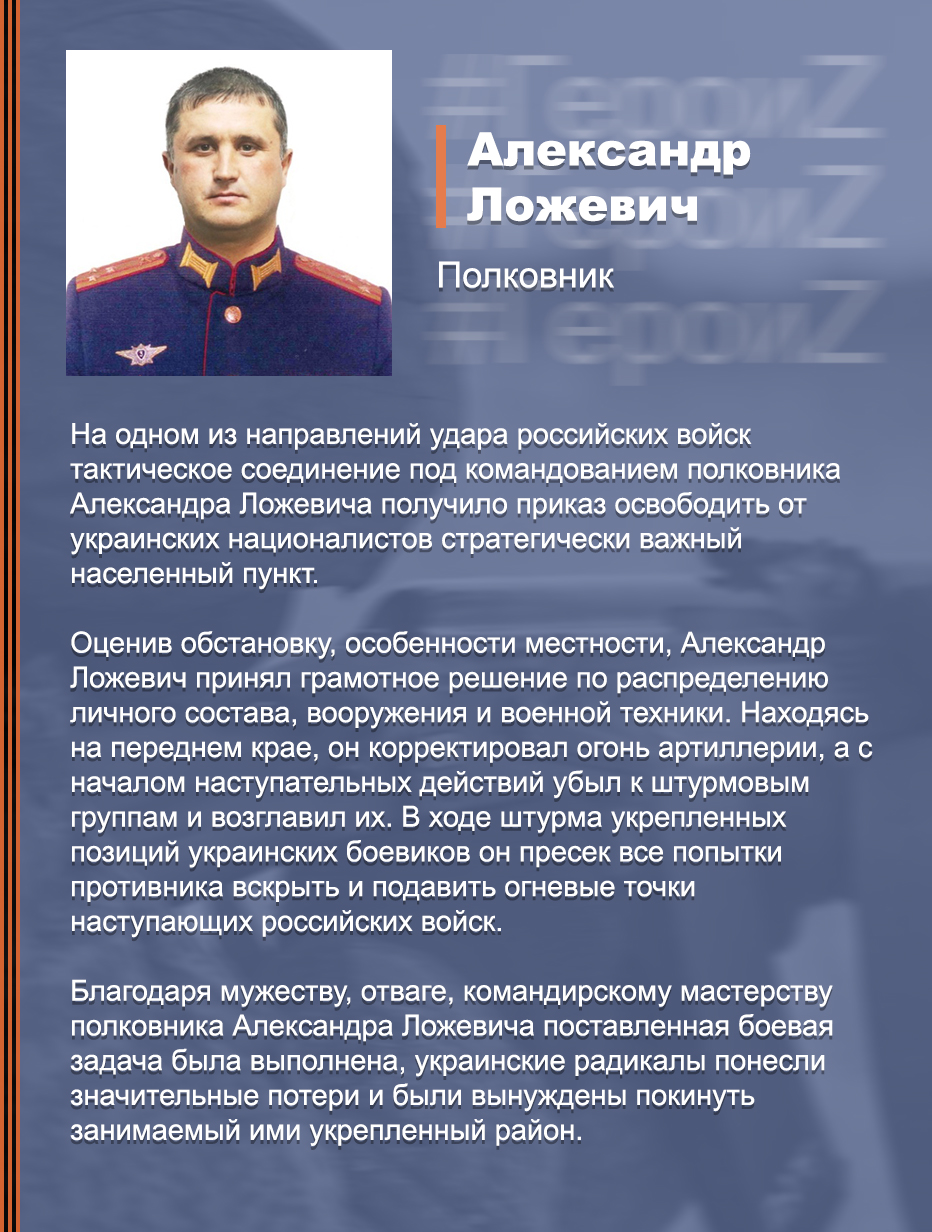 #ГероиZ
Александр
#ГероиZ
Ложевич
Полковник
#ГероиZ
На одном из направлений удара российских войск
тактическое соединение под командованием полковника
Александра Ложевича получило приказ освободить от
украинских националистов стратегически важный
населенный пункт.
Оценив обстановку, особенности местности, Александр
Ложевич принял грамотное решение по распределению
личного состава, вооружения и военной техники. Находясь
на переднем крае, он корректировал огонь артиллерии, а с
началом наступательных действий убыл к штурмовым
группам и возглавил их. В ходе штурма укрепленных
позиций украинских боевиков он пресек все попытки
противника вскрыть и подавить огневые точки
наступающих российских войск.
Благодаря мужеству, отваге, командирскому мастерству
полковника Александра Ложевича поставленная боевая
задача была выполнена, украинские радикалы понесли
значительные потери и были вынуждены покинуть
занимаемый ими укрепленный район.